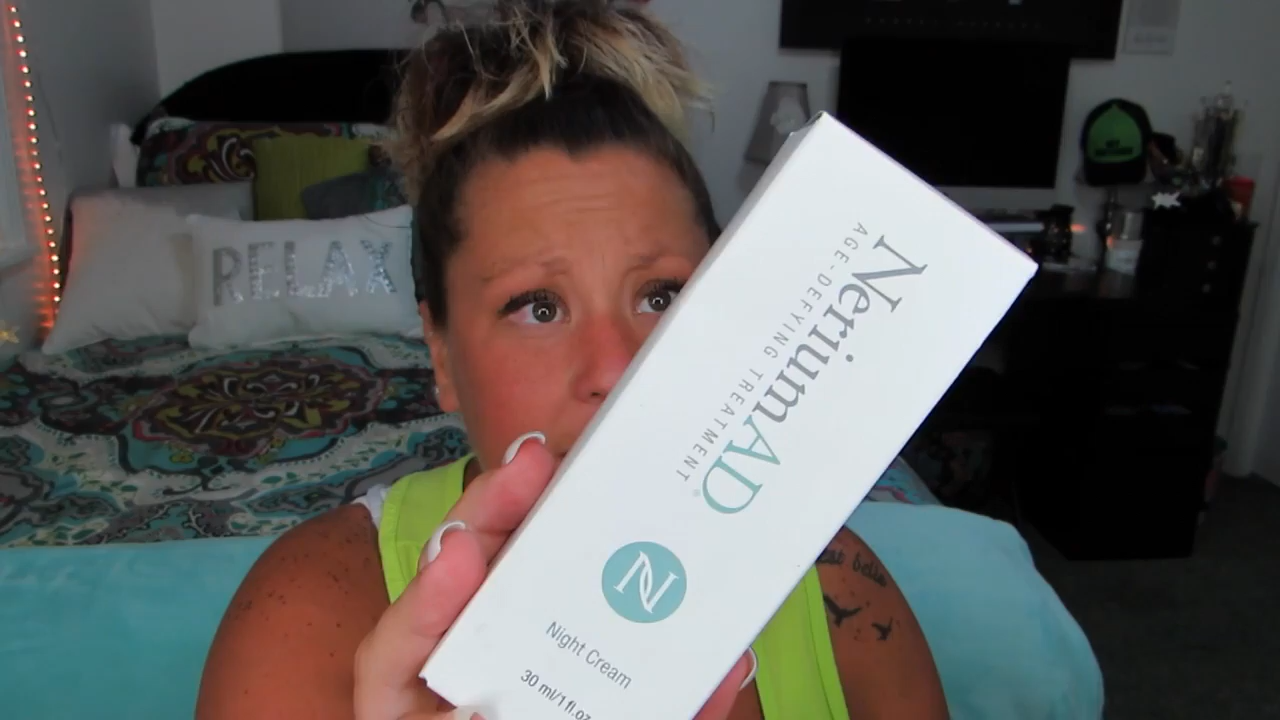 RELAX
NeriumAD®
AGE-DEFYING TREATMENT
N
Night Cream
30 ml/1 fl.oz